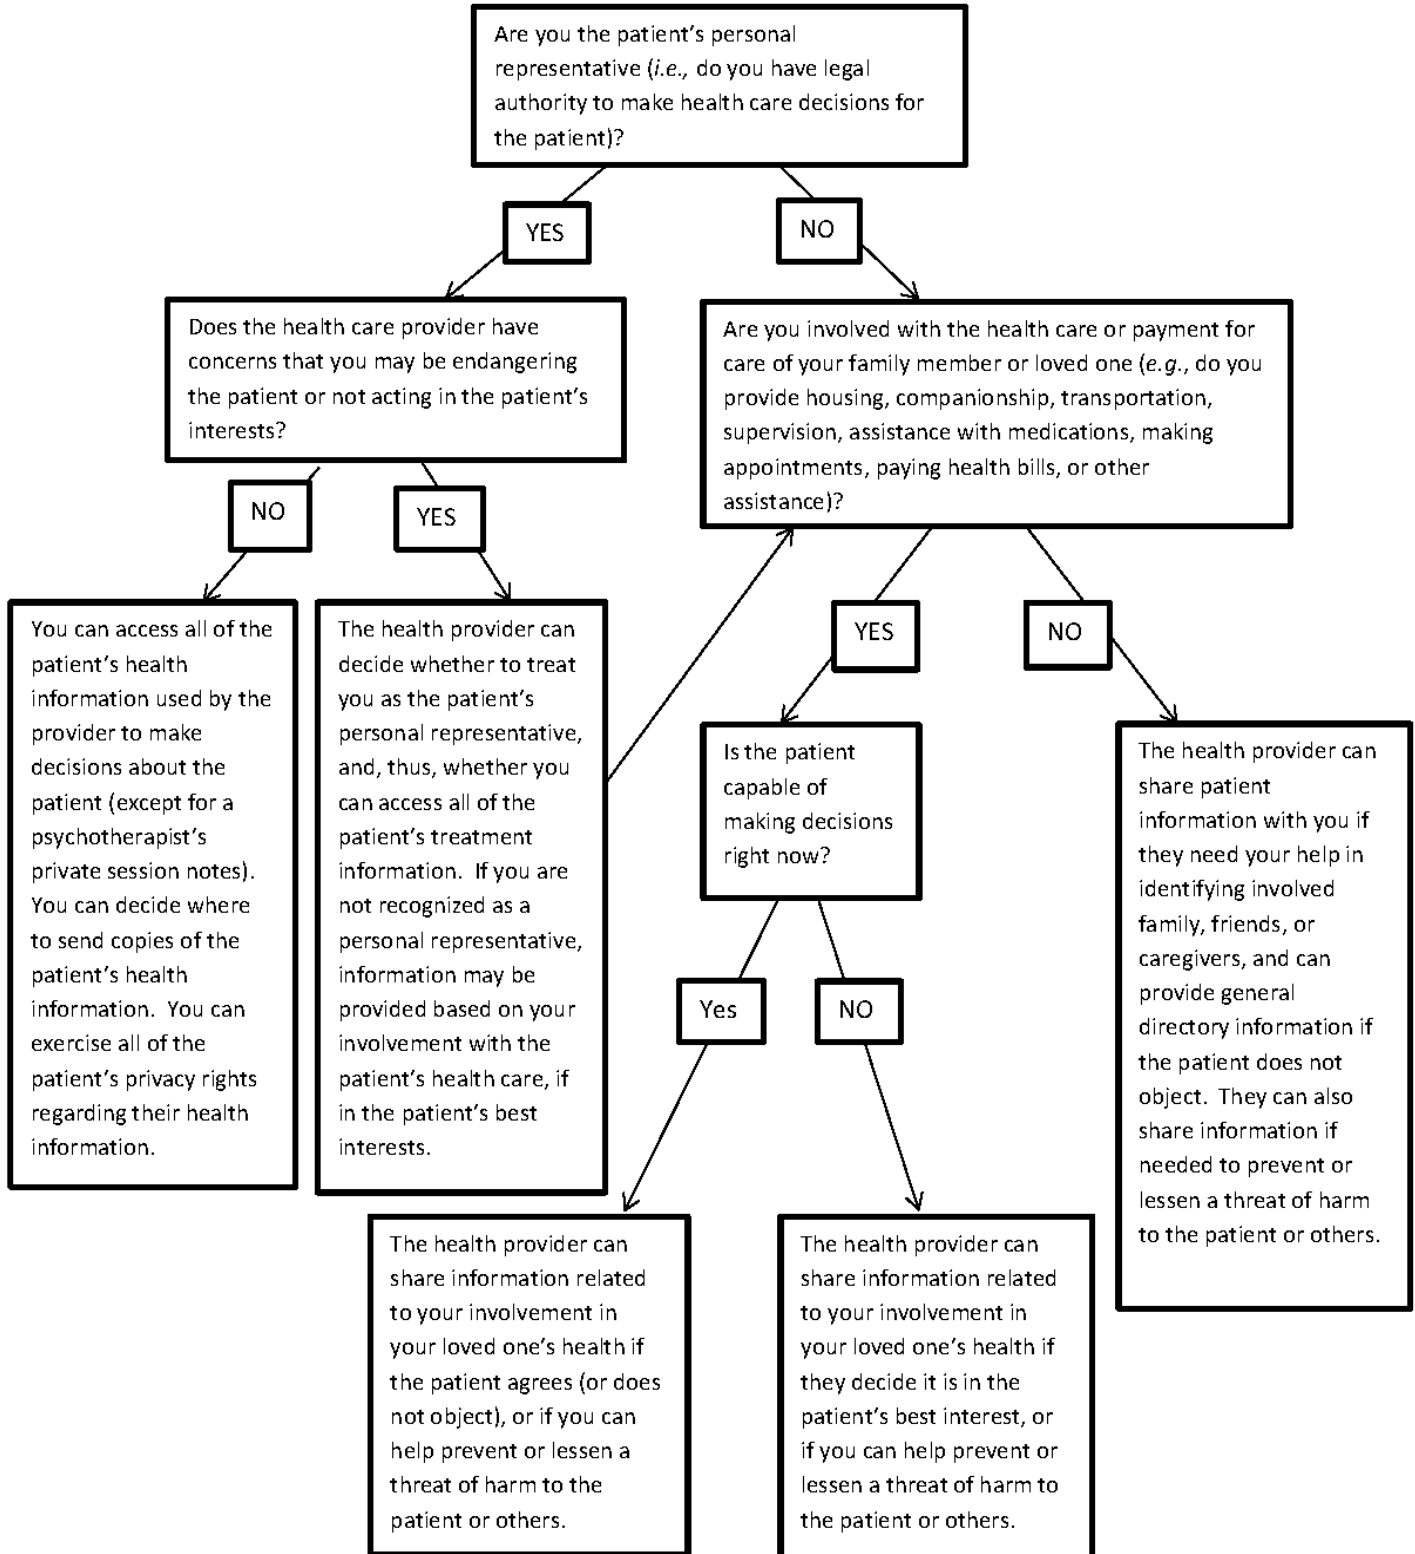 Are you the patient's personal
representative (i.e., do you have legal
authority to make health care decisions for
the patient)?
YES
NO
Does the health care provider have
concerns that you may be endangering
the patient or not acting in the patient's
interests?
Are you involved with the health care or payment for
care of your family member or loved one (e.g., do you
provide housing, companionship, transportation,
supervision, assistance with medications, making
appointments, paying health bills, or other
assistance)?
NO
YES
YES
NO
You can access all of the
patient's health
information used by the
provider to make
decisions about the
patient (except for a
psychotherapist's
private session notes).
You can decide where
to send copies of the
patient's health
information. You can
exercise all of the
patient's privacy rights
regarding their health
information.
The health provider can
decide whether to treat
you as the patient's
personal representative,
and, thus, whether you
can access all of the
patient's treatment
information. If you are
not recognized as a
personal representative,
information may be
provided based on your
involvement with the
patient's health care, if
in the patient's best
interests.
Is the patient
capable of
making decisions
right now?
The health provider can
share patient
information with you if
they need your help in
identifying involved
family, friends, or
caregivers, and can
provide general
directory information if
the patient does not
object. They can also
share information if
needed to prevent or
lessen a threat of harm
to the patient or others.
Yes
NO
The health provider can
share information related
to your involvement in
your loved one's health if
the patient agrees (or does
not object), or if you can
help prevent or lessen a
threat of harm to the
patient or others.
The health provider can
share information related
to your involvement in
your loved one's health if
they decide it is in the
patient's best interest, or
if you can help prevent or
lessen a threat of harm to
the patient or others.